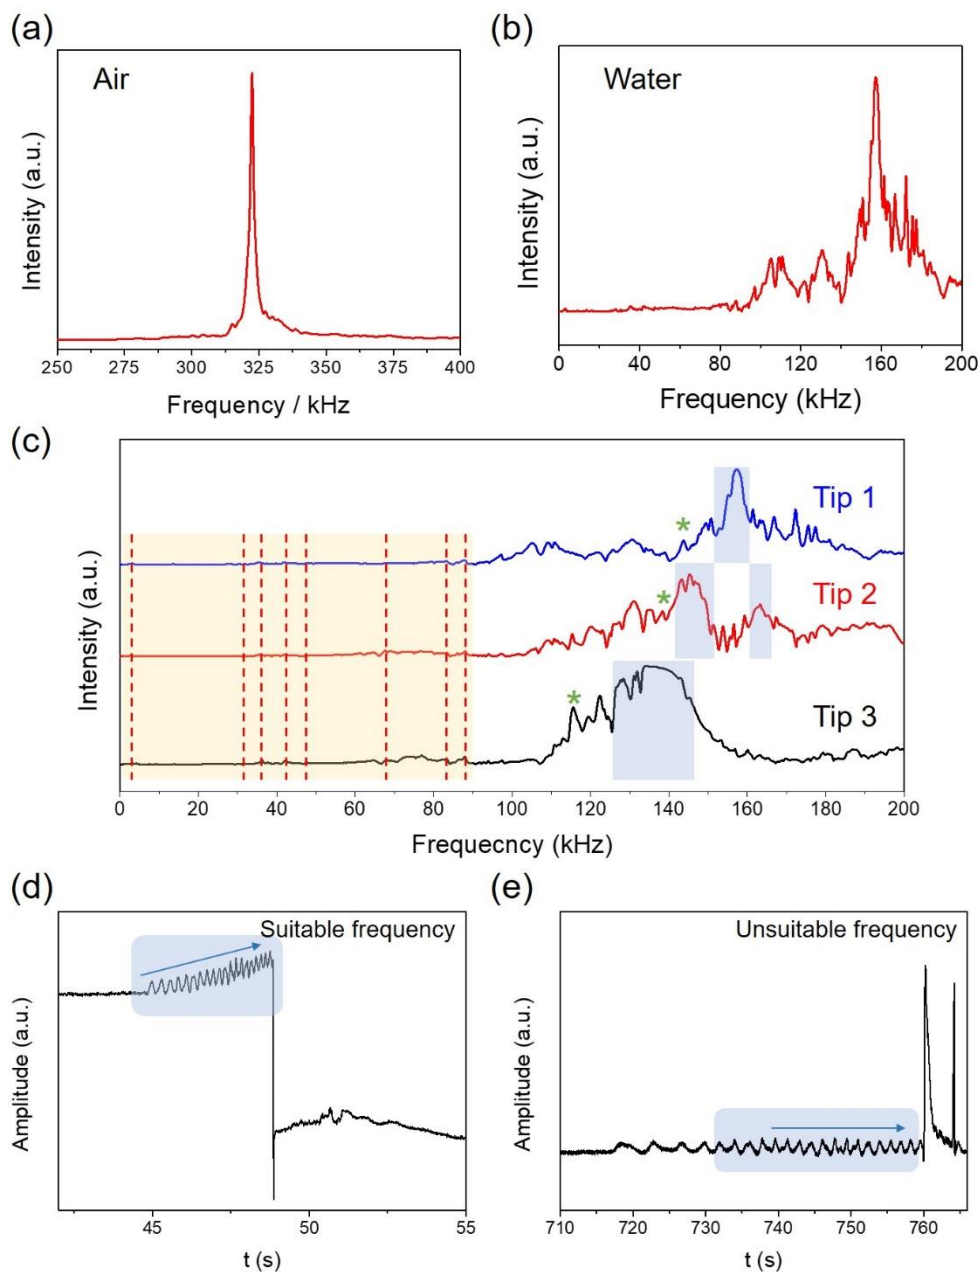 (a)
Air
Intensity (a.u.)
250 275 300 325 350 375 400
Frequency / kHz
(b)
Water
Intensity (a.u.)
0 40 80 120 160 200
Frequency (kHz)
(c)
Tip 1
*
Tip 2
*
Tip 3
*
Intensity (a.u.)
0 20 40 60 80 100 120 140 160 180 200
Frequecncy (kHz)
(d)
Suitable frequency
Amplitude (a.u.)
45 50 55
t (s)
(e)
Unsuitable frequency
Amplitude (a.u.)
710 720 730 740 750 760
t (s)